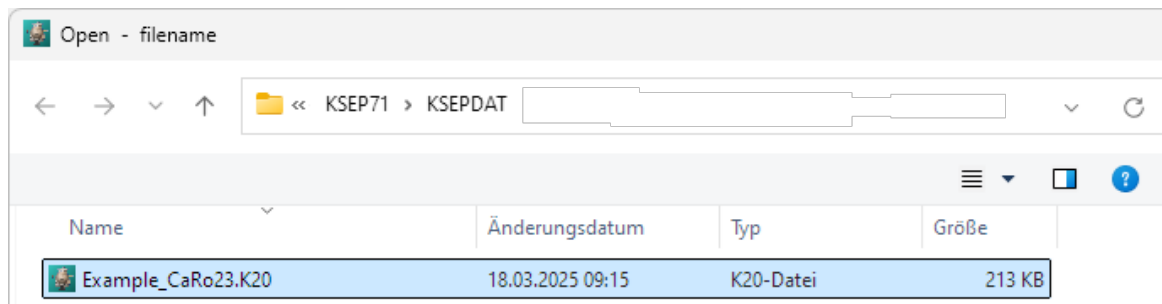 Open - filename
« KSEP71 > KSEPDAT
?
Name Änderungsdatum Typ Größe
Example_CaRo23.K20 18.03.2025 09:15 K20-Datei 213 KB